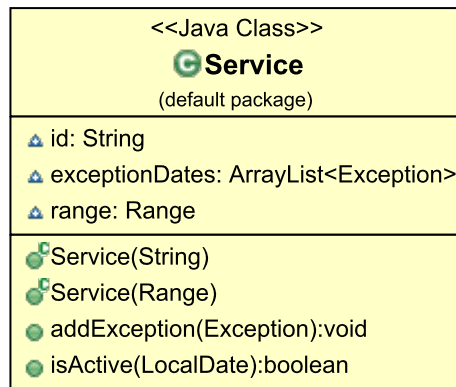 <<Java Class>>
Service
(default package)
id: String
exceptionDates: ArrayList<Exception>
range: Range
Service(String)
Service(Range)
addException(Exception):void
isActive(LocalDate):boolean